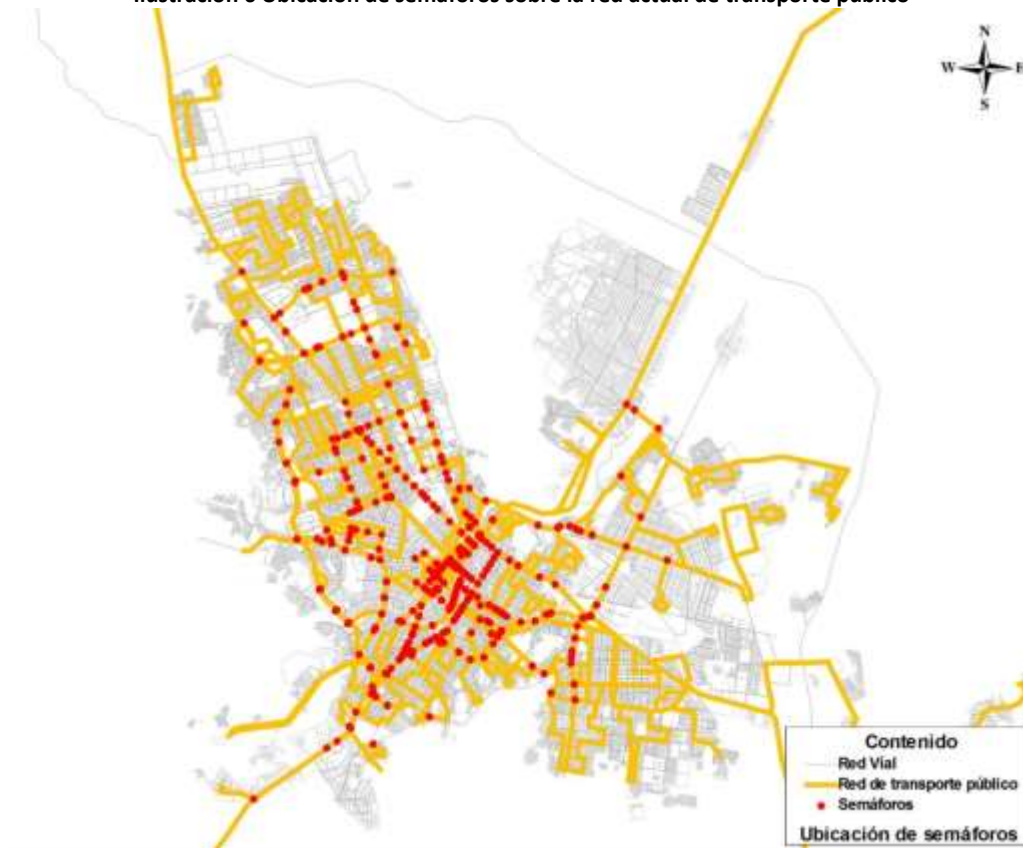 Ilustración 6 Ubicación de semáforos sobre la red actual de transporte público
N
W
E
S
Contenido
Red Vial
Red de transporte público
Semáforos
Ubicación de semáforos